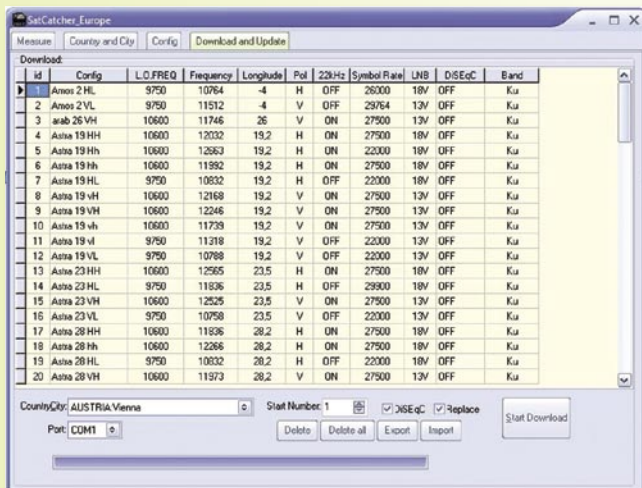 SatCatcher_Europe
Measure Country and City Config Download and Update
Download:
id Config L.O.FREQ Frequency Longitude Pol 22kHz Symbol Rate LNB DiSEqC Band
1 Amos 2 HL 9750 10764 -4 H OFF 26000 18V OFF Ku
2 Amos 2 VL 9750 11512 -4 V OFF 29764 13V OFF Ku
3 arab 26 VH 10600 11746 26 V ON 27500 13V OFF Ku
4 Astra 19 HH 10600 12032 19,2 H ON 27500 18V OFF Ku
5 Astra 19 Hh 10600 12663 19,2 H ON 22000 18V OFF Ku
6 Astra 19 hh 10600 11992 19,2 H ON 27500 18V OFF Ku
7 Astra 19 HL 9750 10832 19,2 H OFF 22000 18V OFF Ku
8 Astra 19 vH 10600 12168 19,2 V ON 27500 13V OFF Ku
9 Astra 19 VH 10600 12246 19,2 V ON 27500 13V OFF Ku
10 Astra 19 vh 10600 11739 19,2 V ON 27500 13V OFF Ku
11 Astra 19 vl 9750 11318 19,2 V OFF 22000 13V OFF Ku
12 Astra 19 VL 9750 10788 19,2 V OFF 22000 13V OFF Ku
13 Astra 23 HH 10600 12565 23,5 H ON 27500 18V OFF Ku
14 Astra 23 HL 9750 11836 23,5 H OFF 29900 18V OFF Ku
15 Astra 23 VH 10600 12525 23,5 V ON 27500 13V OFF Ku
16 Astra 23 VL 9750 10758 23,5 V OFF 22000 13V OFF Ku
17 Astra 28 HH 10600 11836 28,2 H ON 27500 18V OFF Ku
18 Astra 28 hh 10600 12266 28,2 H ON 27500 18V OFF Ku
19 Astra 28 HL 9750 10832 28,2 H OFF 22000 18V OFF Ku
20 Astra 28 VH 10600 11973 28,2 V ON 27500 13V OFF Ku
CountryCity: AUSTRIA:Vienna Start Number: 1 DiSEqC Replace Start Download
Port: COM1 Delete Delete all Export Import